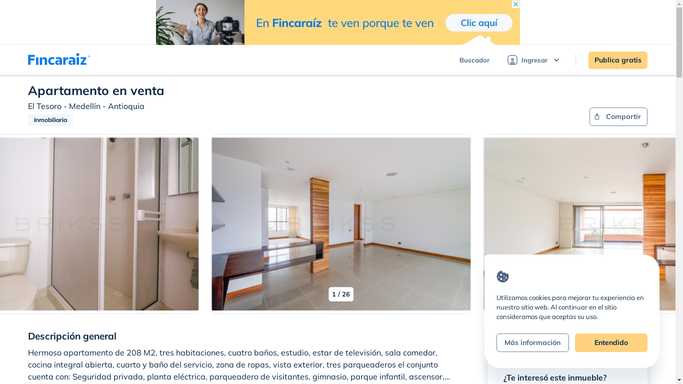 En Fincaraíz te ven porque te ven
Clic aquí
Fincaraiz
Buscador
Ingresar
Publica gratis
Apartamento en venta
El Tesoro - Medellín - Antioquia
Inmobiliaria
Compartir
BRIKSS
BRIKSS
1 / 26
Utilizamos cookies para mejorar tu experiencia en
nuestro sitio web. Al continuar en el sitio
consideramos que aceptas su uso.
Más información
Entendido
Descripción general
Hermoso apartamento de 208 M2, tres habitaciones, cuatro baños, estudio, estar de televisión, sala comedor,
cocina integral abierta, cuarto y baño del servicio, zona de ropas, vista exterior, tres parqueaderos el conjunto
cuenta con: Seguridad privada, planta eléctrica, parqueadero de visitantes, gimnasio, parque infantil, ascensor,...
¿Te interesó este inmueble?